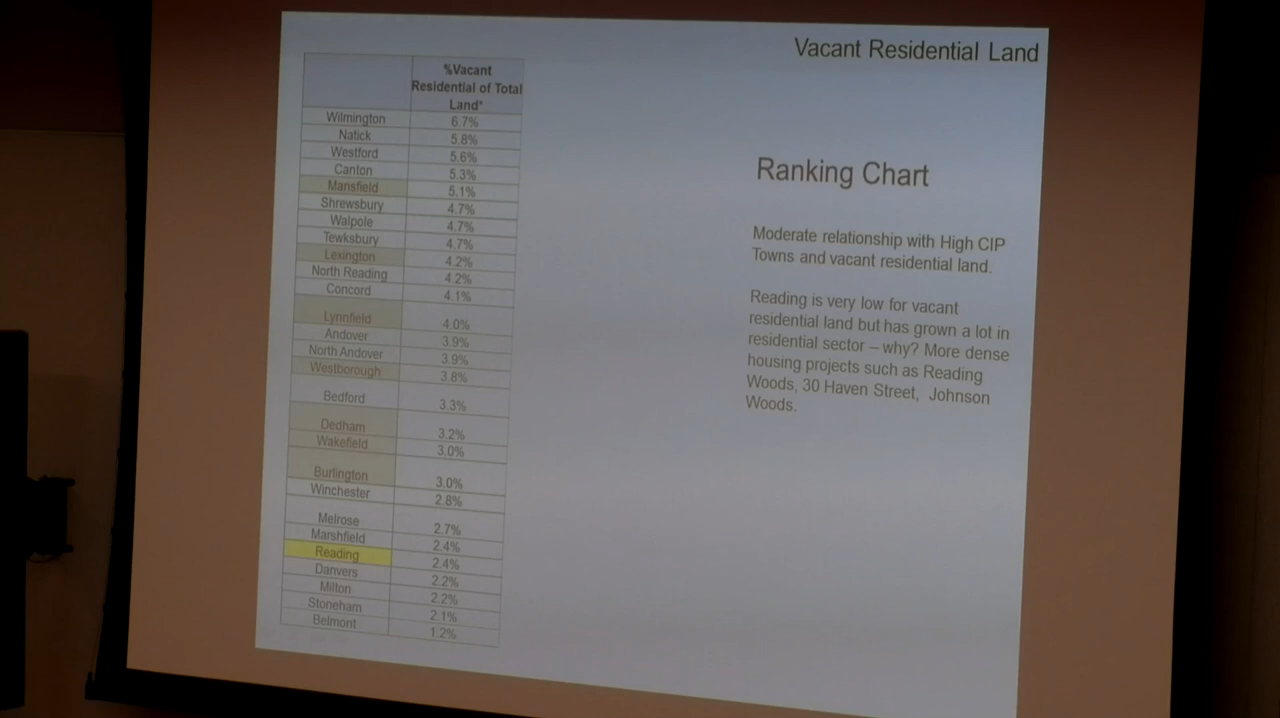 Vacant Residential Land
%Vacant
Residential of Total
Land*
Wilmington 6.7%
Natick 5.8%
Westford 5.6%
Canton 5.3%
Mansfield 5.1%
Shrewsbury 4.7%
Walpole 4.7%
Tewksbury 4.7%
Lexington 4.2%
North Reading 4.2%
Concord 4.1%
Lynnfield 4.0%
Andover 3.9%
North Andover 3.9%
Westborough 3.8%
Bedford 3.3%
Dedham 3.2%
Wakefield 3.0%
Burlington 3.0%
Winchester 2.8%
Melrose 2.7%
Marshfield 2.4%
Reading 2.4%
Danvers 2.2%
Milton 2.2%
Stoneham 2.1%
Belmont 1.2%
Ranking Chart
Moderate relationship with High CIP
Towns and vacant residential land.
Reading is very low for vacant
residential land but has grown a lot in
residential sector – why? More dense
housing projects such as Reading
Woods, 30 Haven Street, Johnson
Woods.